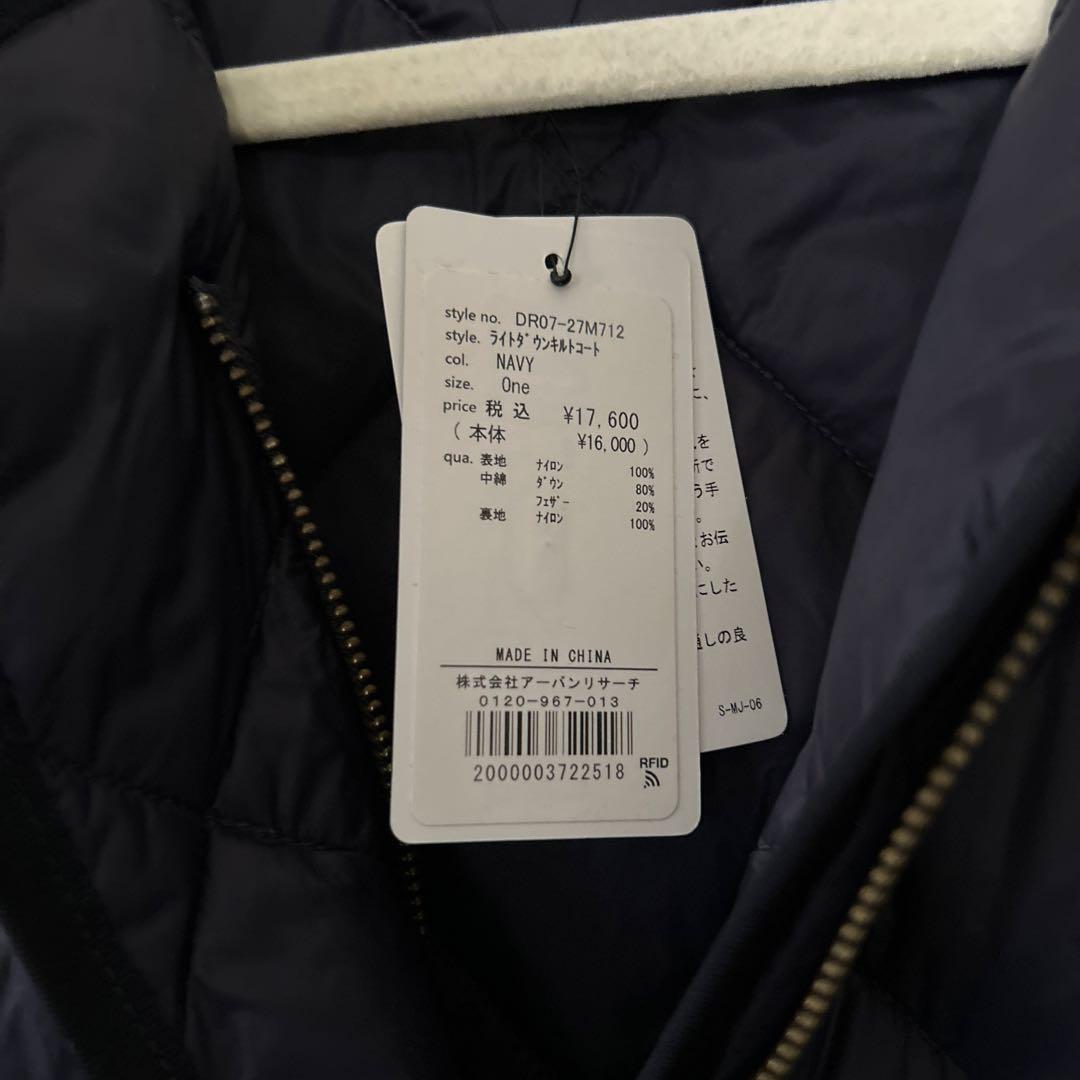 style no. DR07-27M712
style. ﾗｲﾄﾀﾞｳﾝｷﾙﾄｺｰﾄ
col. NAVY
size. One
price 税込 ¥17,600
(本体 ¥16,000)
qua. 表地 ﾅｲﾛﾝ 100%
中綿 ﾀﾞｳﾝ 80%
ﾌｪｻﾞｰ 20%
裏地 ﾅｲﾛﾝ 100%
MADE IN CHINA
株式会社アーバンリサーチ
0120-967-013
2000003722518
RFID
に、
を
で
う手
。
お伝
い。
にした
通しの良
S-MJ-06